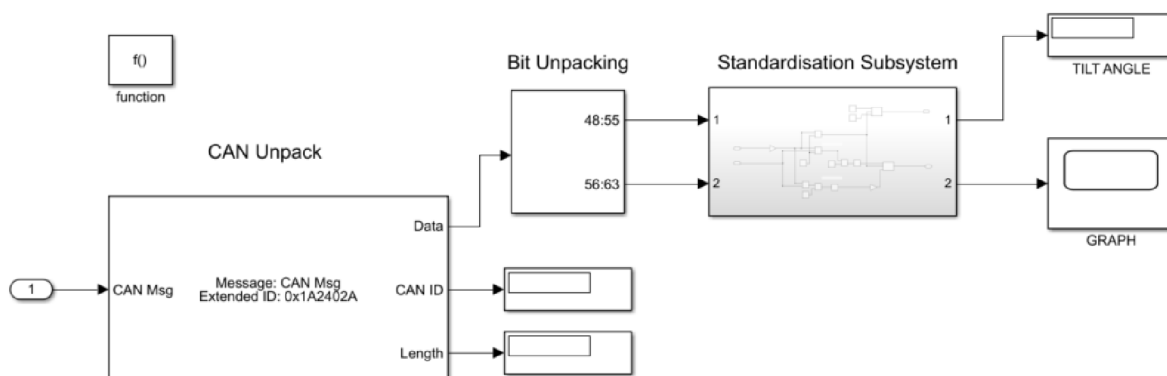 f()
function
CAN Unpack
1
CAN Msg
Message: CAN Msg
Extended ID: 0x1A2402A
Data
CAN ID
Length
Bit Unpacking
48:55
56:63
Standardisation Subsystem
1
2
1
2
TILT ANGLE
GRAPH